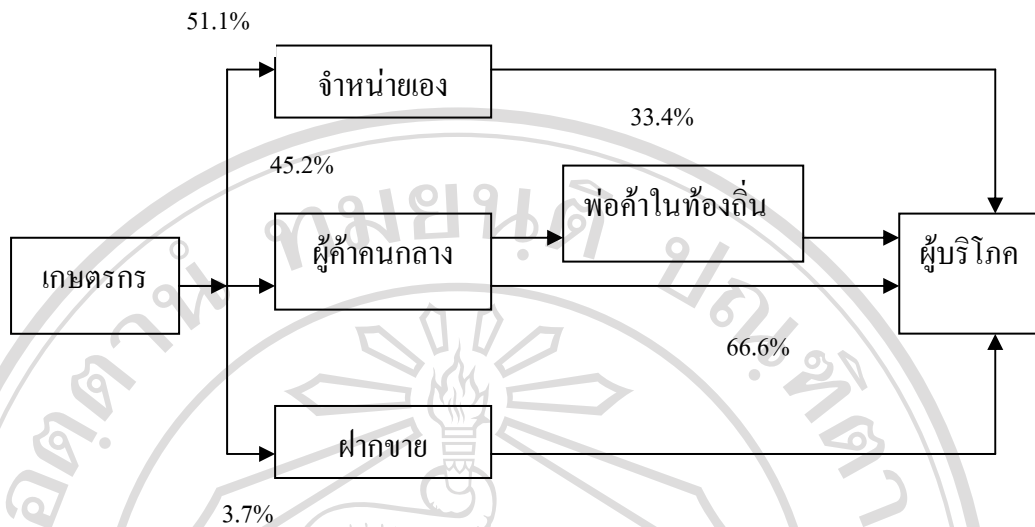 51.1%
จำหน่ายเอง
33.4%
45.2%
พ่อค้าในท้องถิ่น
ผู้ค้าคนกลาง
ผู้บริโภค
เกษตรกร
66.6%
ฝากขาย
3.7%